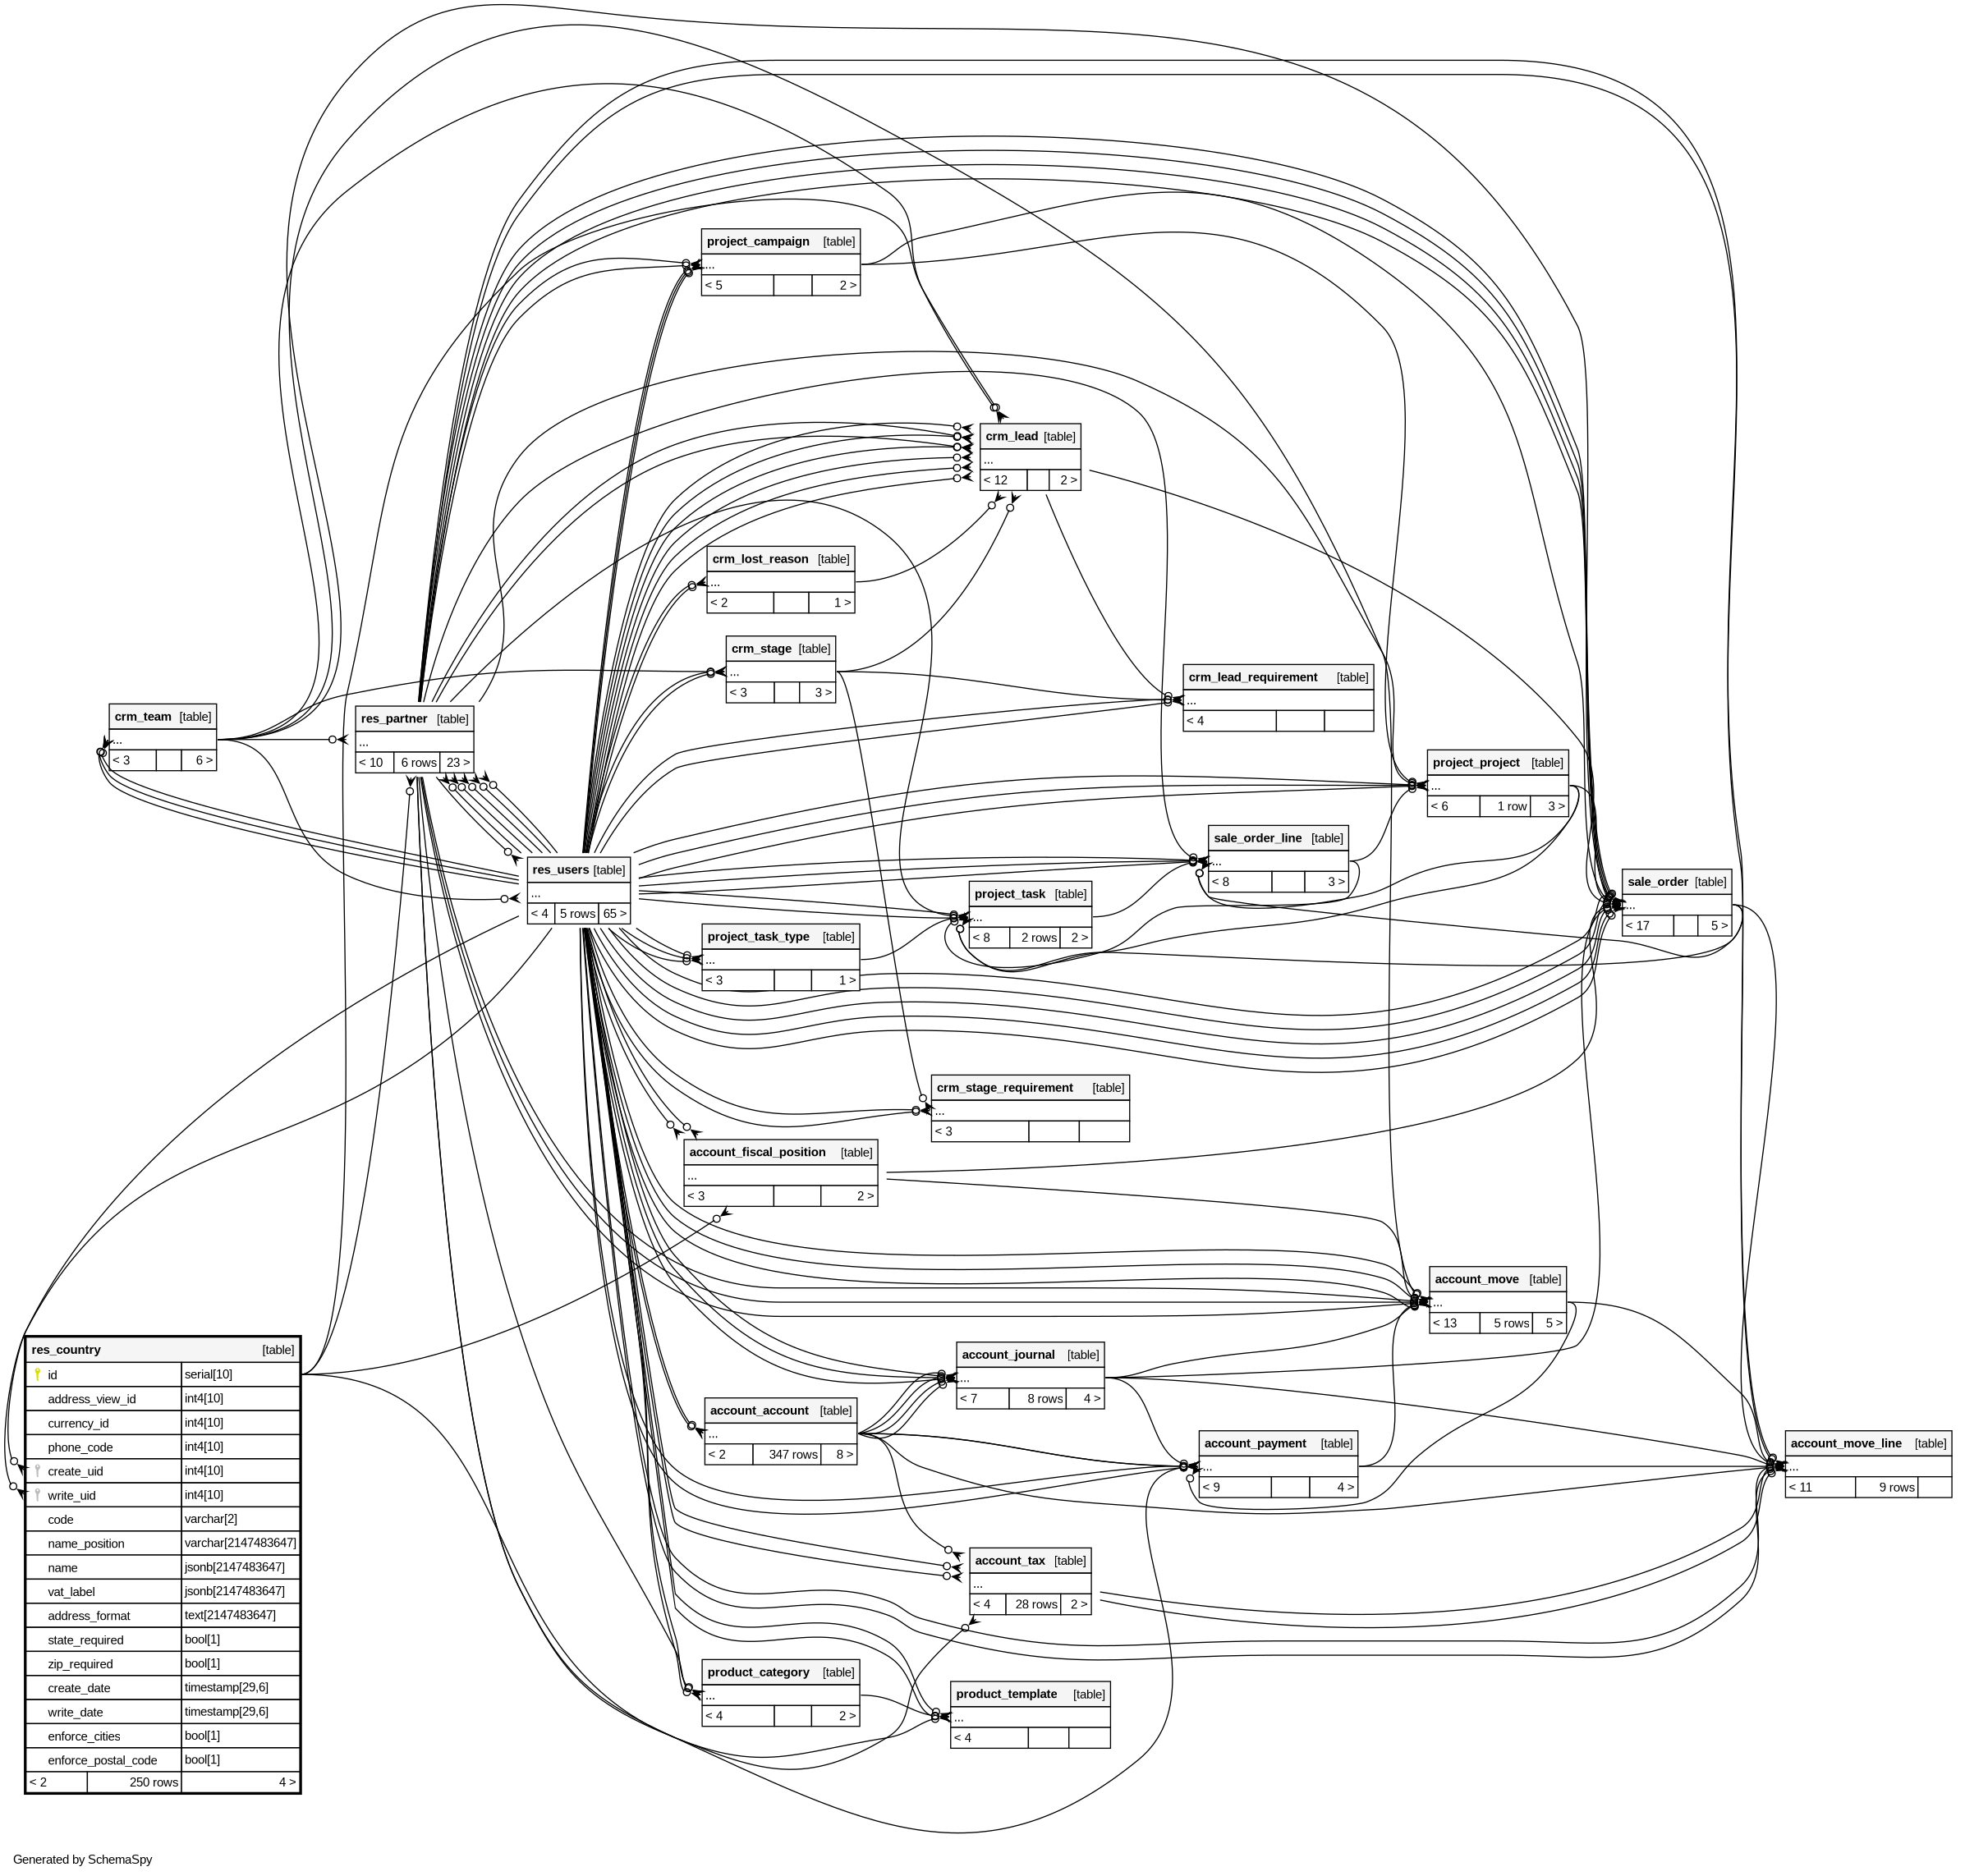 project_campaign [table]
...
< 5 2 >
crm_lead [table]
...
< 12 2 >
crm_lost_reason [table]
...
< 2 1 >
crm_stage [table]
...
< 3 3 >
crm_lead_requirement [table]
...
< 4
crm_team [table]
...
< 3 6 >
res_partner [table]
...
< 10 6 rows 23 >
project_project [table]
...
< 6 1 row 3 >
sale_order_line [table]
...
< 8 3 >
res_users [table]
...
< 4 5 rows 65 >
sale_order [table]
...
< 17 5 >
project_task [table]
...
< 8 2 rows 2 >
project_task_type [table]
...
< 3 1 >
crm_stage_requirement [table]
...
< 3
account_fiscal_position [table]
...
< 3 2 >
account_move [table]
...
< 13 5 rows 5 >
res_country [table]
id serial[10]
address_view_id int4[10]
currency_id int4[10]
phone_code int4[10]
create_uid int4[10]
write_uid int4[10]
code varchar[2]
name_position varchar[2147483647]
name jsonb[2147483647]
vat_label jsonb[2147483647]
address_format text[2147483647]
state_required bool[1]
zip_required bool[1]
create_date timestamp[29,6]
write_date timestamp[29,6]
enforce_cities bool[1]
enforce_postal_code bool[1]
< 2 250 rows 4 >
account_journal [table]
...
< 7 8 rows 4 >
account_account [table]
...
< 2 347 rows 8 >
account_payment [table]
...
< 9 4 >
account_move_line [table]
...
< 11 9 rows
account_tax [table]
...
< 4 28 rows 2 >
product_category [table]
...
< 4 2 >
product_template [table]
...
< 4
Generated by SchemaSpy